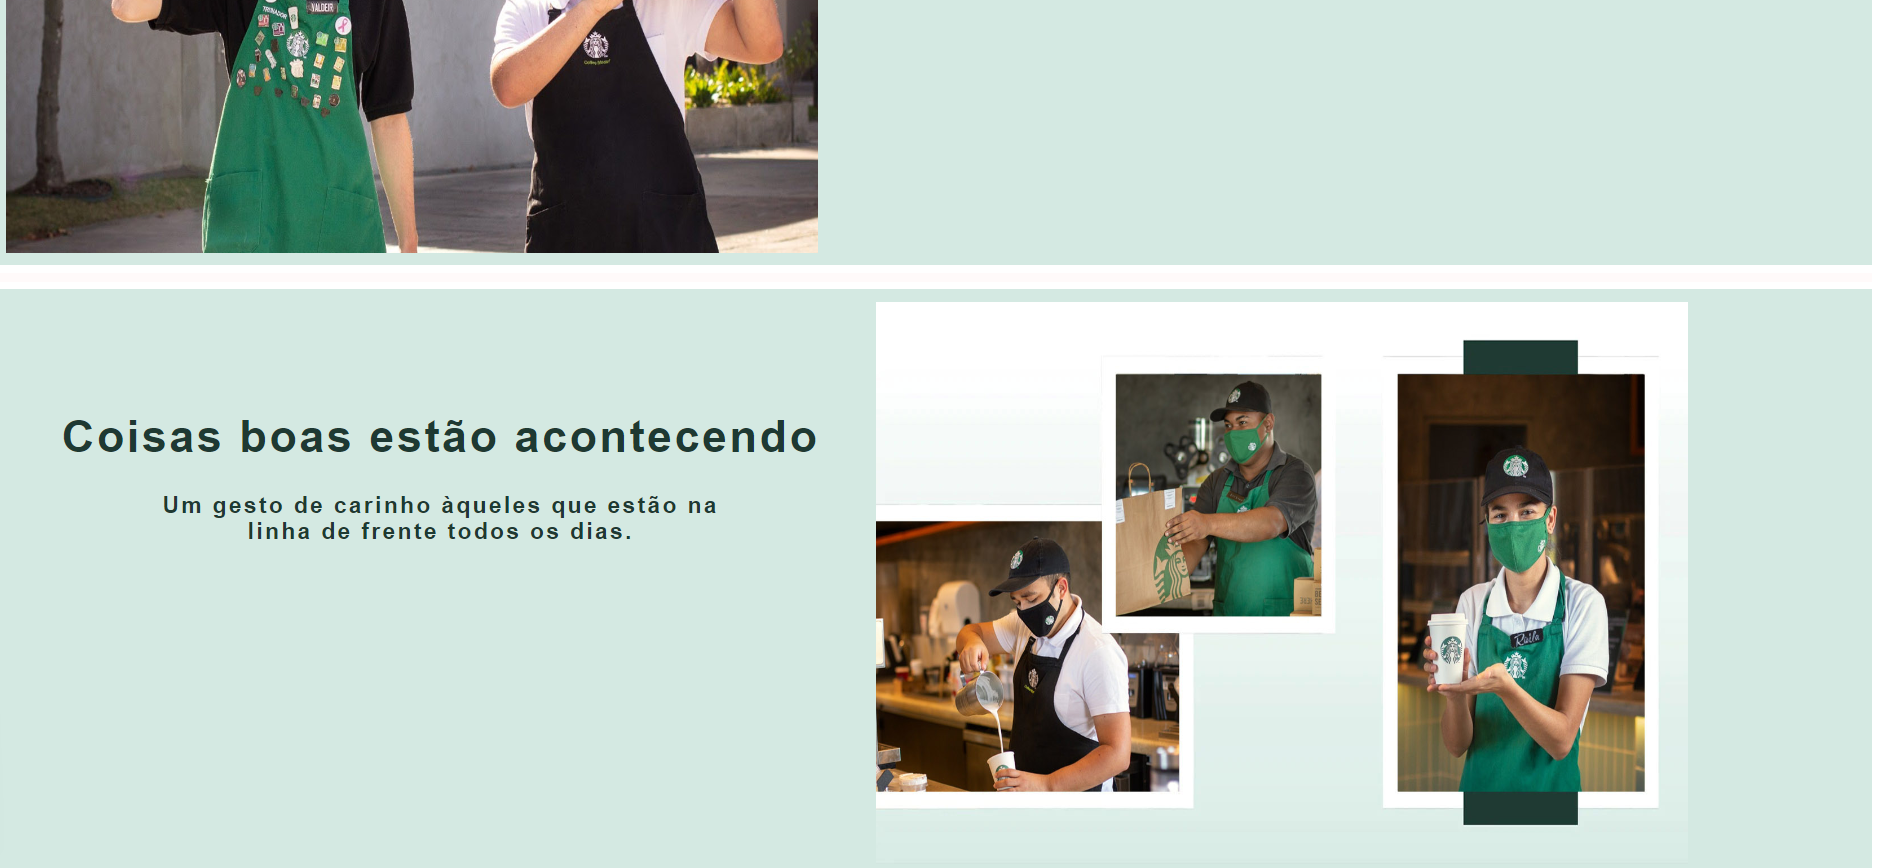 TREINADOR
VALDEIR
Coisas boas estão acontecendo
Um gesto de carinho àqueles que estão na
linha de frente todos os dias.